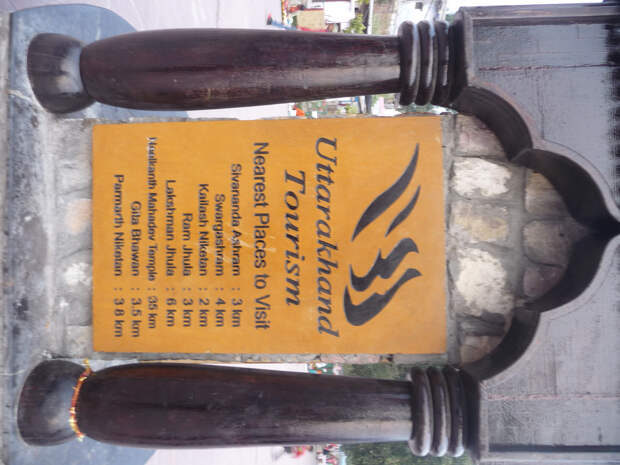 Uttarakhand
Tourism
Nearest Places to Visit
Sivananda Ashram : 3 km
Swargashram : 4 km
Kailash Niketan : 2 km
Ram Jhula : 3 km
Lakshman Jhula : 6 km
Neelkanth Mahadev Temple : 35 km
Gita Bhawan : 3.5 km
Parmarth Niketan : 3.8 km